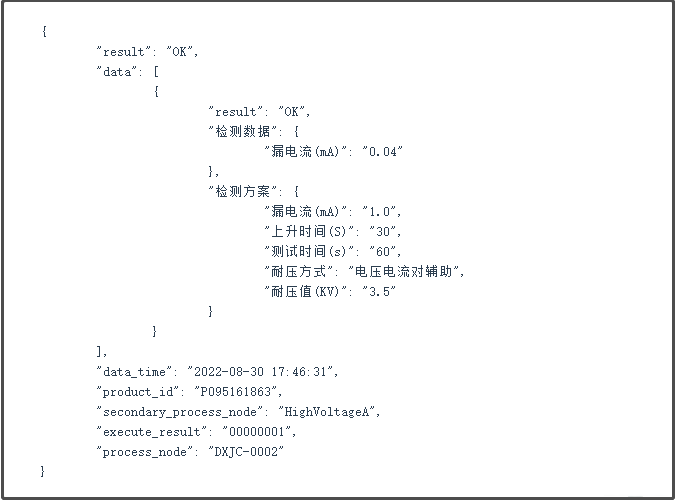 {
"result": "OK",
"data": [
{
"result": "OK",
"检测数据": {
"漏电流(mA)": "0.04"
},
"检测方案": {
"漏电流(mA)": "1.0",
"上升时间(S)": "30",
"测试时间(s)": "60",
"耐压方式": "电压电流对辅助",
"耐压值(KV)": "3.5"
}
}
],
"data_time": "2022-08-30 17:46:31",
"product_id": "P095161863",
"secondary_process_node": "HighVoltageA",
"execute_result": "00000001",
"process_node": "DXJC-0002"
}